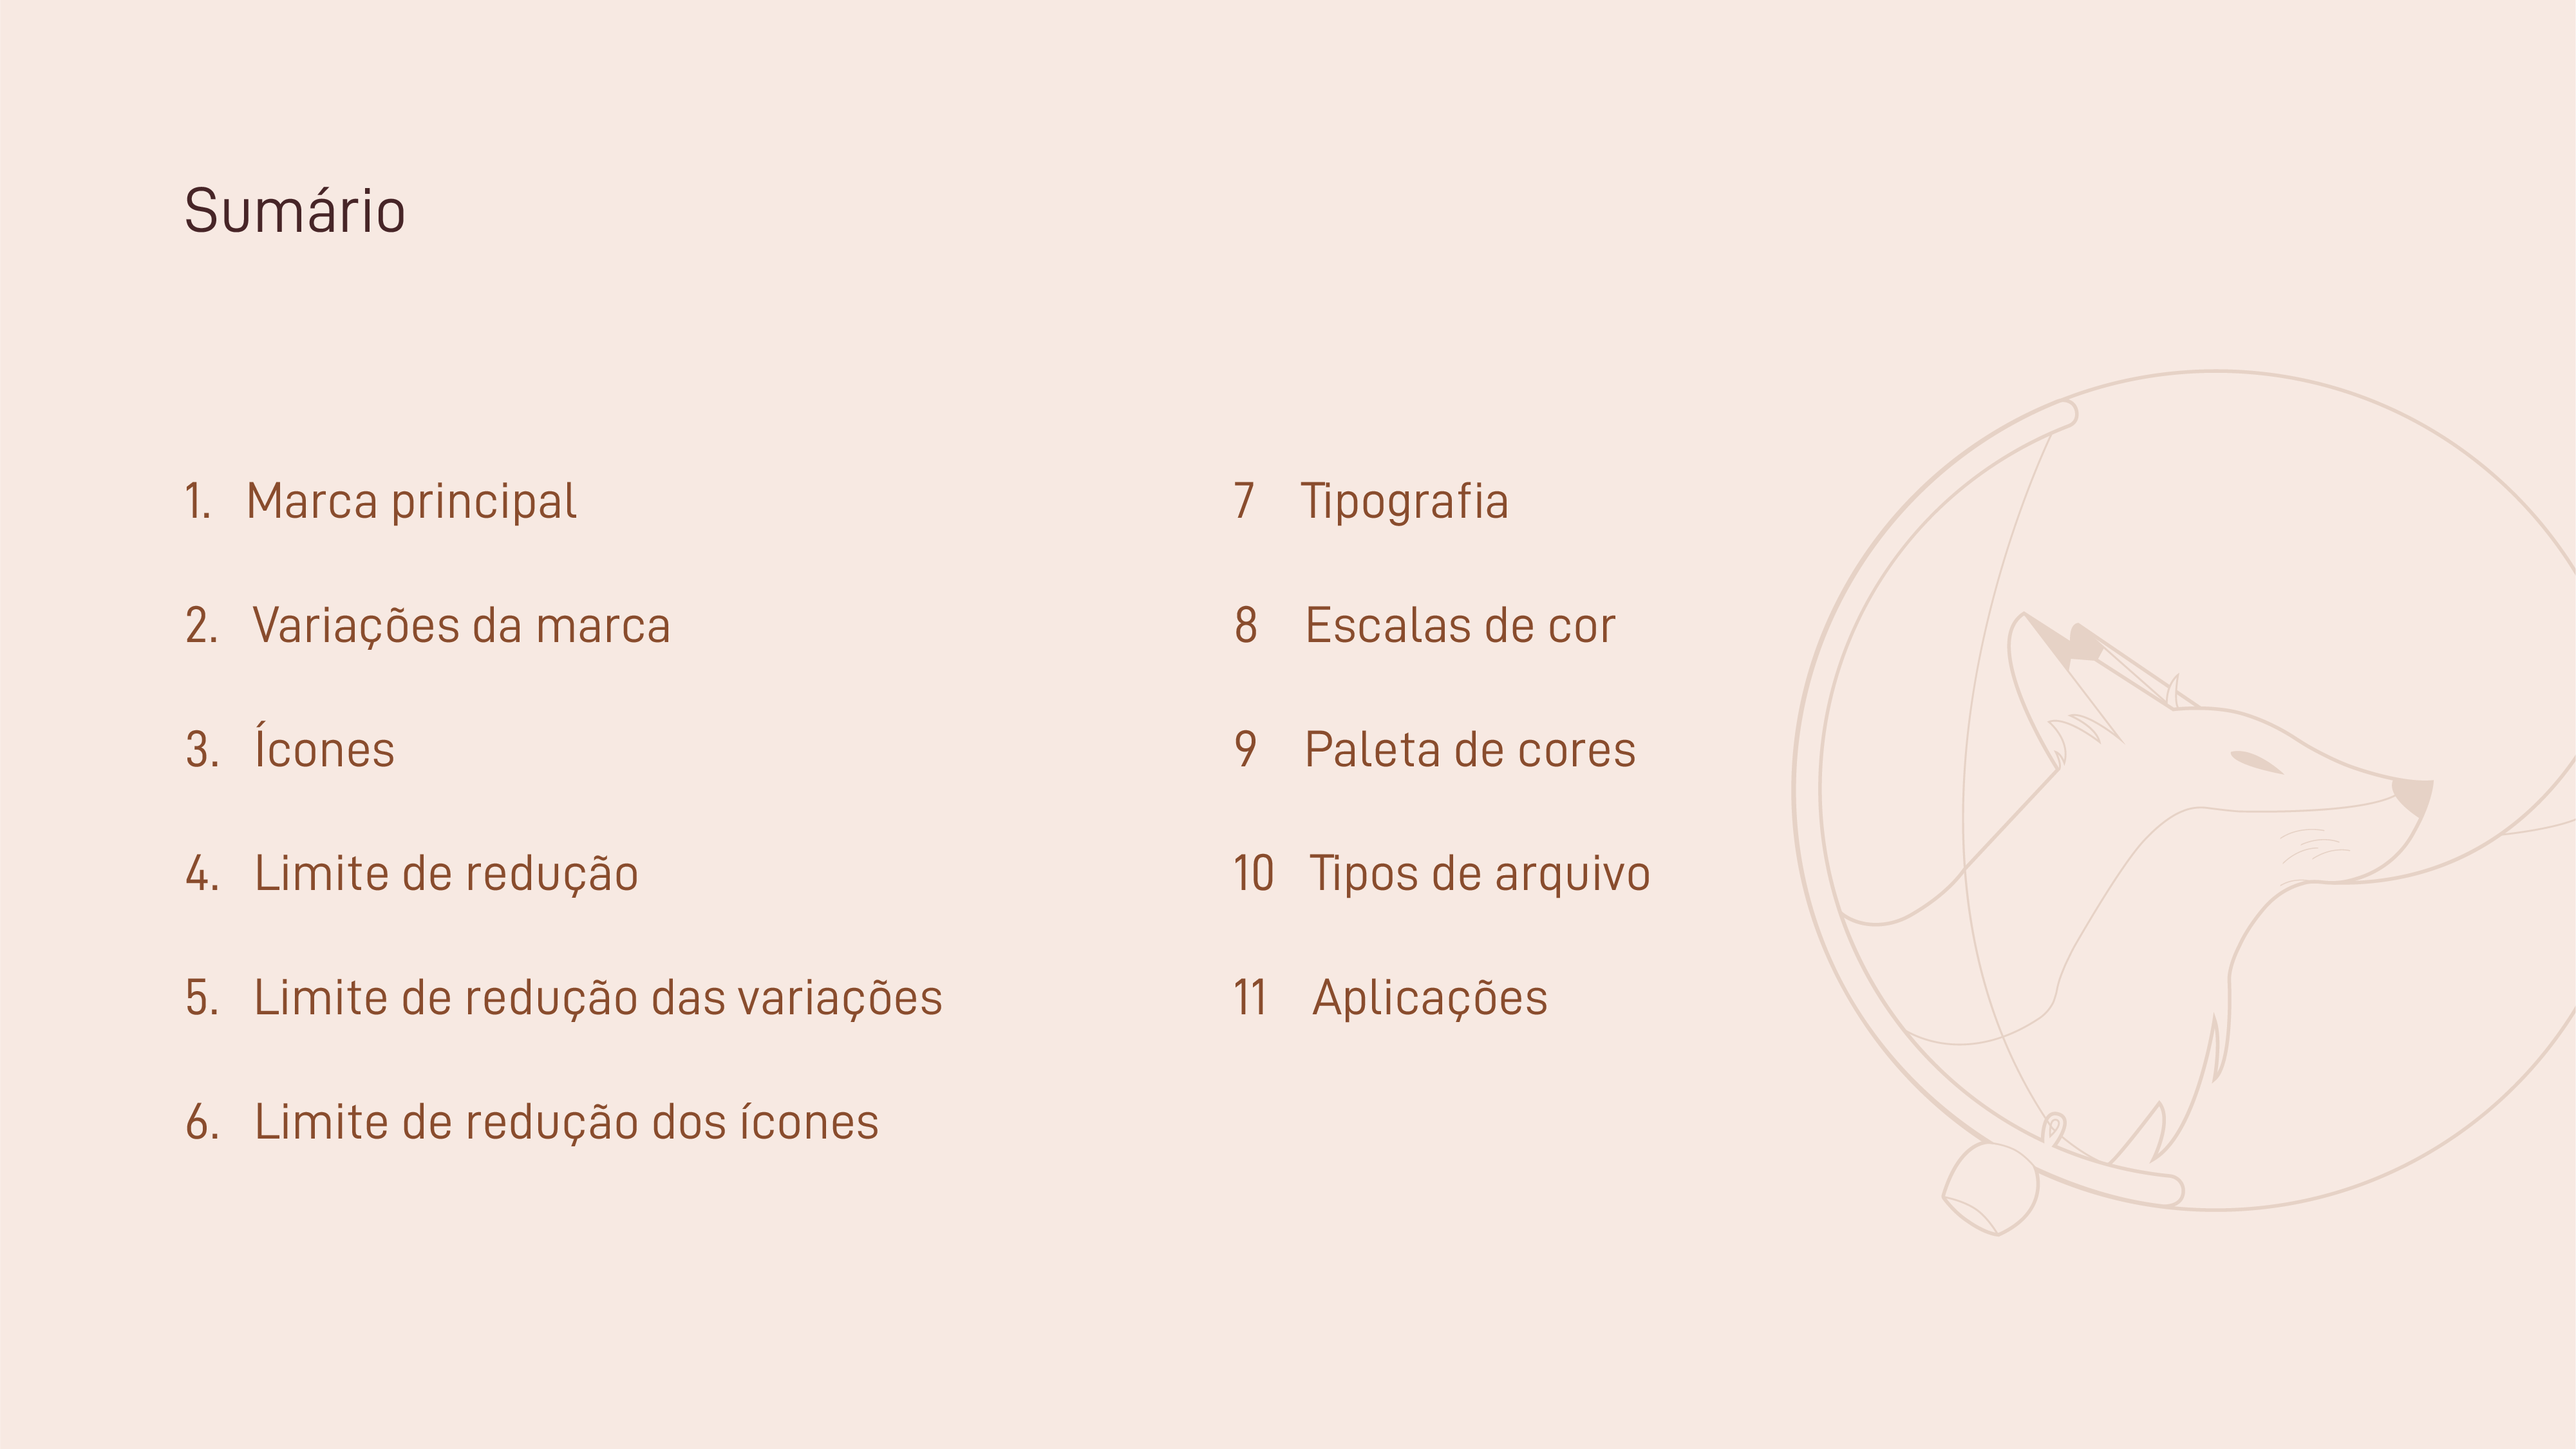 Sumário
1. Marca principal
2. Variações da marca
3. Ícones
4. Limite de redução
5. Limite de redução das variações
6. Limite de redução dos ícones
7 Tipografia
8 Escalas de cor
9 Paleta de cores
10 Tipos de arquivo
11 Aplicações